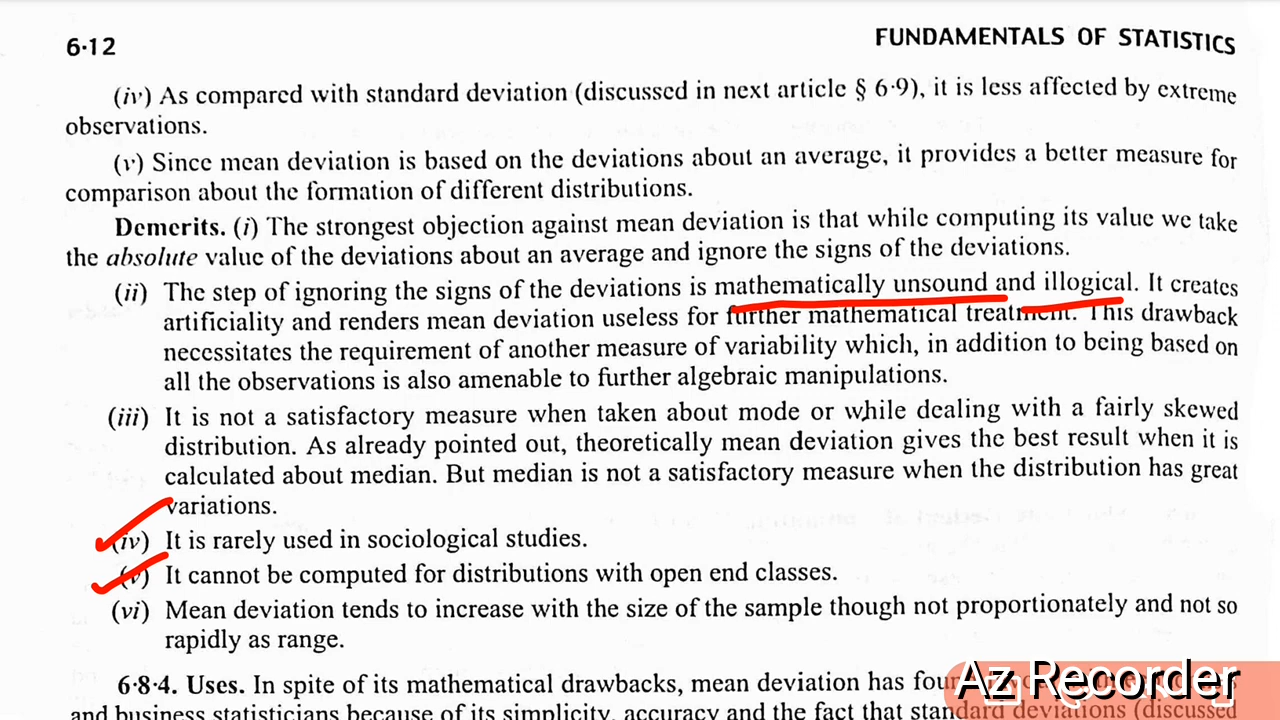 6·12
FUNDAMENTALS OF STATISTICS
(iv) As compared with standard deviation (discussed in next article § 6·9), it is less affected by extreme
observations.
(v) Since mean deviation is based on the deviations about an average, it provides a better measure for
comparison about the formation of different distributions.
Demerits. (i) The strongest objection against mean deviation is that while computing its value we take
the absolute value of the deviations about an average and ignore the signs of the deviations.
(ii) The step of ignoring the signs of the deviations is mathematically unsound and illogical. It creates
artificiality and renders mean deviation useless for further mathematical treatment. This drawback
necessitates the requirement of another measure of variability which, in addition to being based on
all the observations is also amenable to further algebraic manipulations.
(iii) It is not a satisfactory measure when taken about mode or while dealing with a fairly skewed
distribution. As already pointed out, theoretically mean deviation gives the best result when it is
calculated about median. But median is not a satisfactory measure when the distribution has great
variations.
(iv) It is rarely used in sociological studies.
(v) It cannot be computed for distributions with open end classes.
(vi) Mean deviation tends to increase with the size of the sample though not proportionately and not so
rapidly as range.
6·8·4. Uses. In spite of its mathematical drawbacks, mean deviation has
Az Recorder
and business statisticians because of its simplicity, accuracy and the fact that standard deviations (discussed